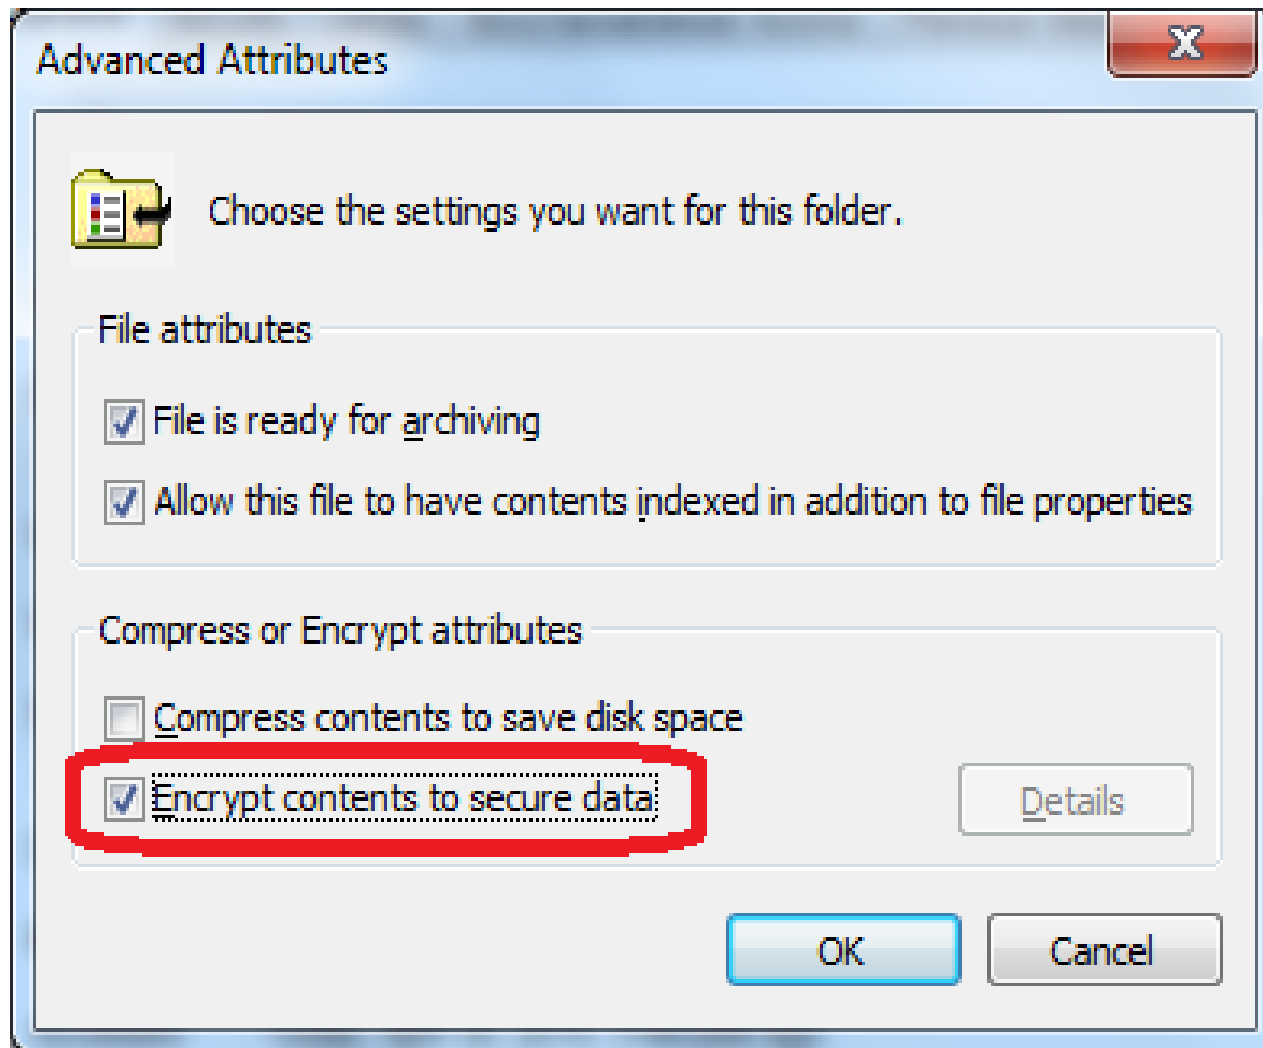 Advanced Attributes
Choose the settings you want for this folder.
File attributes
File is ready for archiving
Allow this file to have contents indexed in addition to file properties
Compress or Encrypt attributes
Compress contents to save disk space
Encrypt contents to secure data
Details
OK
Cancel